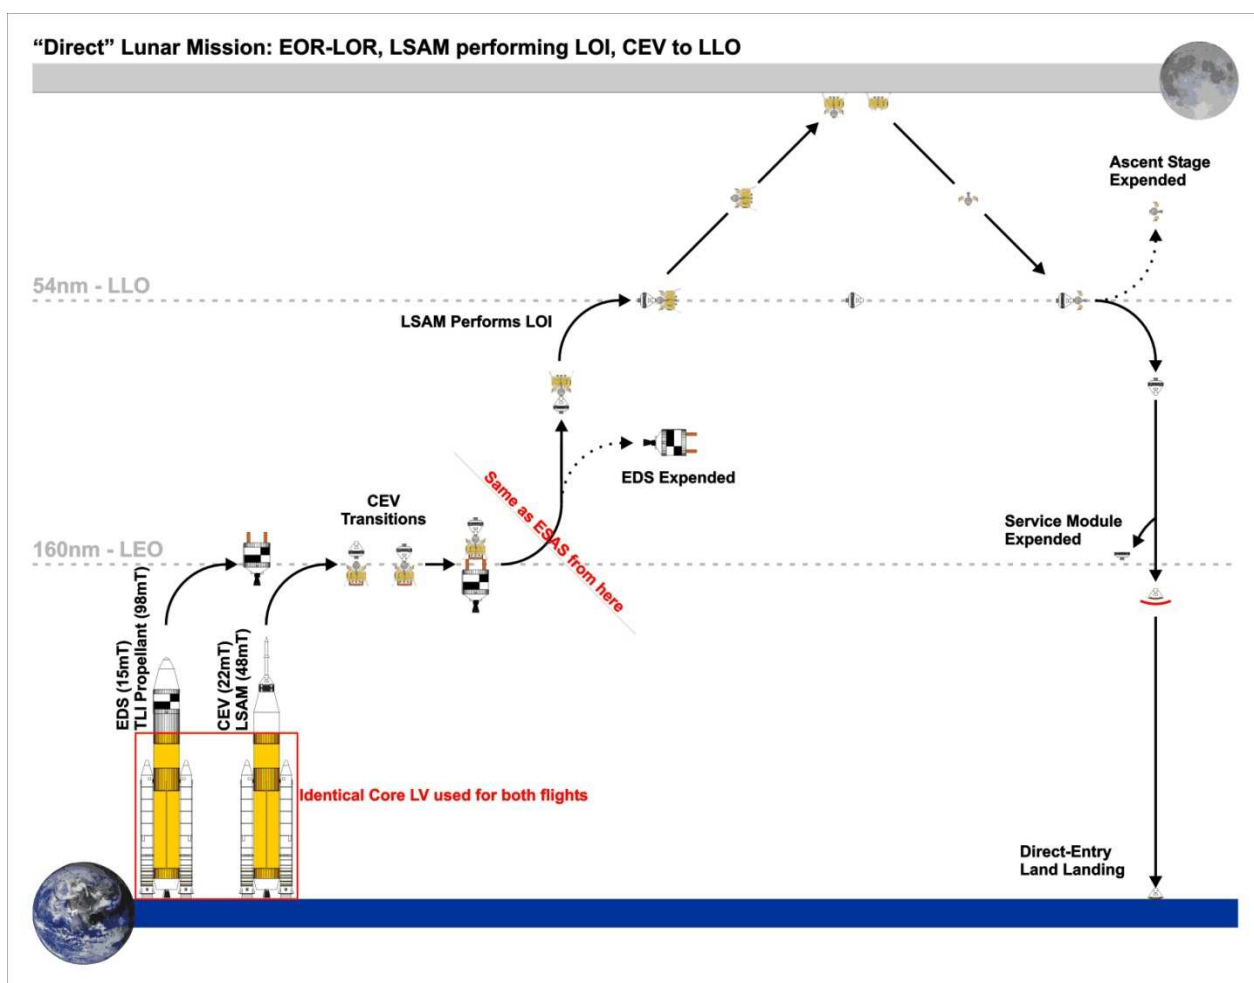 “Direct” Lunar Mission: EOR-LOR, LSAM performing LOI, CEV to LLO
Ascent Stage
Expended
54nm - LLO
LSAM Performs LOI
EDS Expended
Same as ESAS from here
CEV
Transitions
Service Module
Expended
160nm - LEO
EDS (15mT)
TLI Propellant (98mT)
CEV (22mT)
LSAM (48mT)
Identical Core LV used for both flights
Direct-Entry
Land Landing